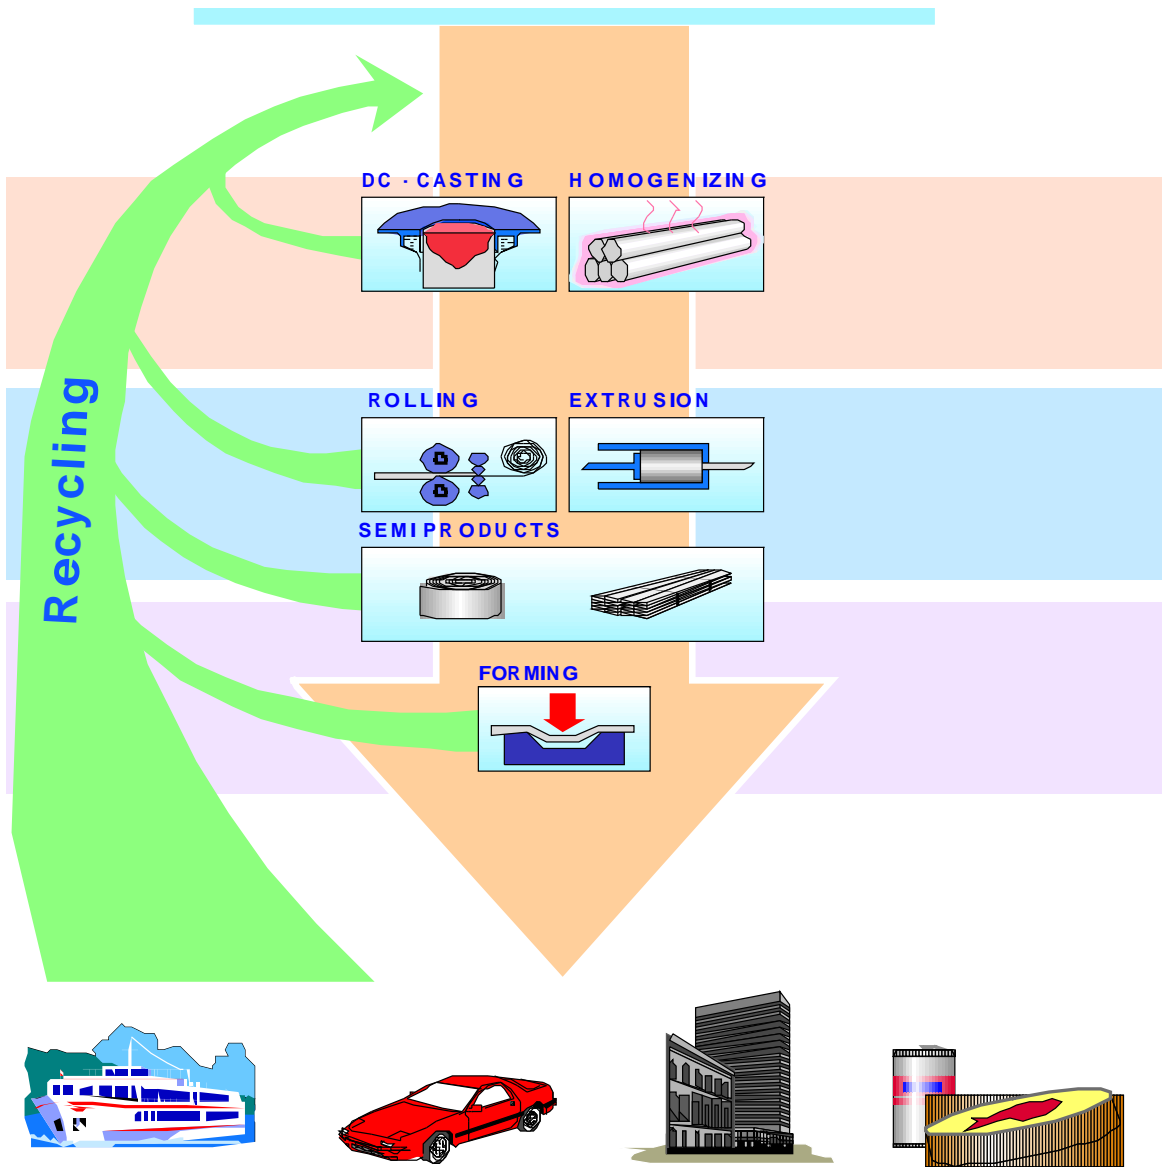 DC - CASTING
HOMOGENIZING
ROLLING
EXTRUSION
SEMIPRODUCTS
FORMING
Recycling